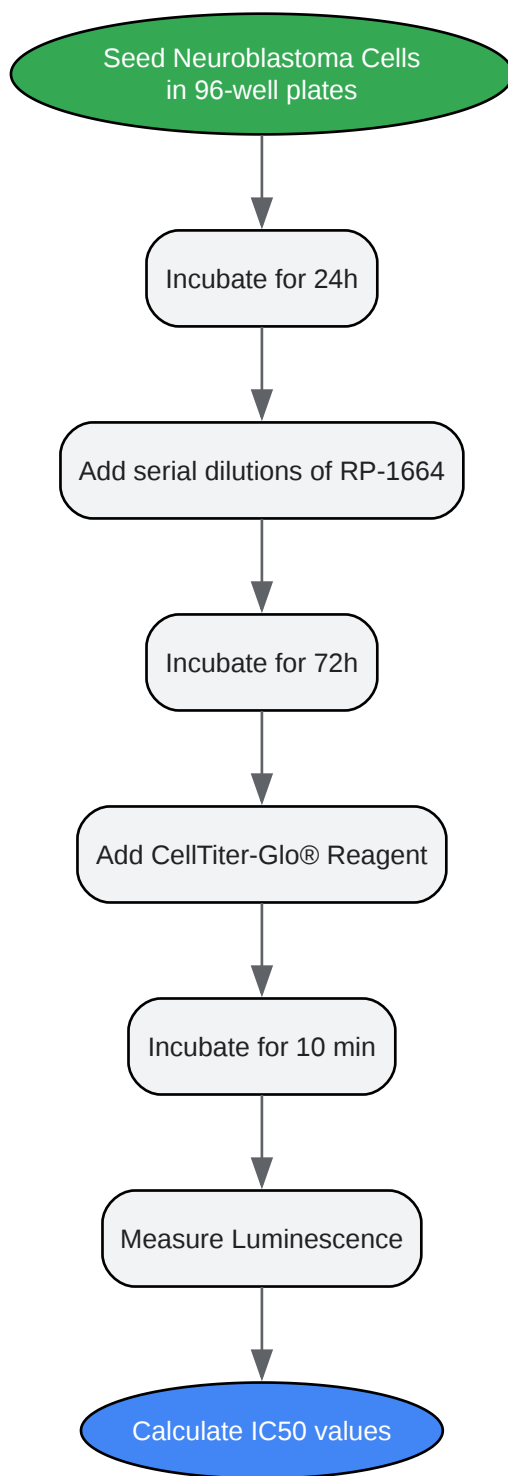 Seed Neuroblastoma Cells
in 96-well plates
Incubate for 24h
Add serial dilutions of RP-1664
Incubate for 72h
Add CellTiter-Glo® Reagent
Incubate for 10 min
Measure Luminescence
Calculate IC50 values